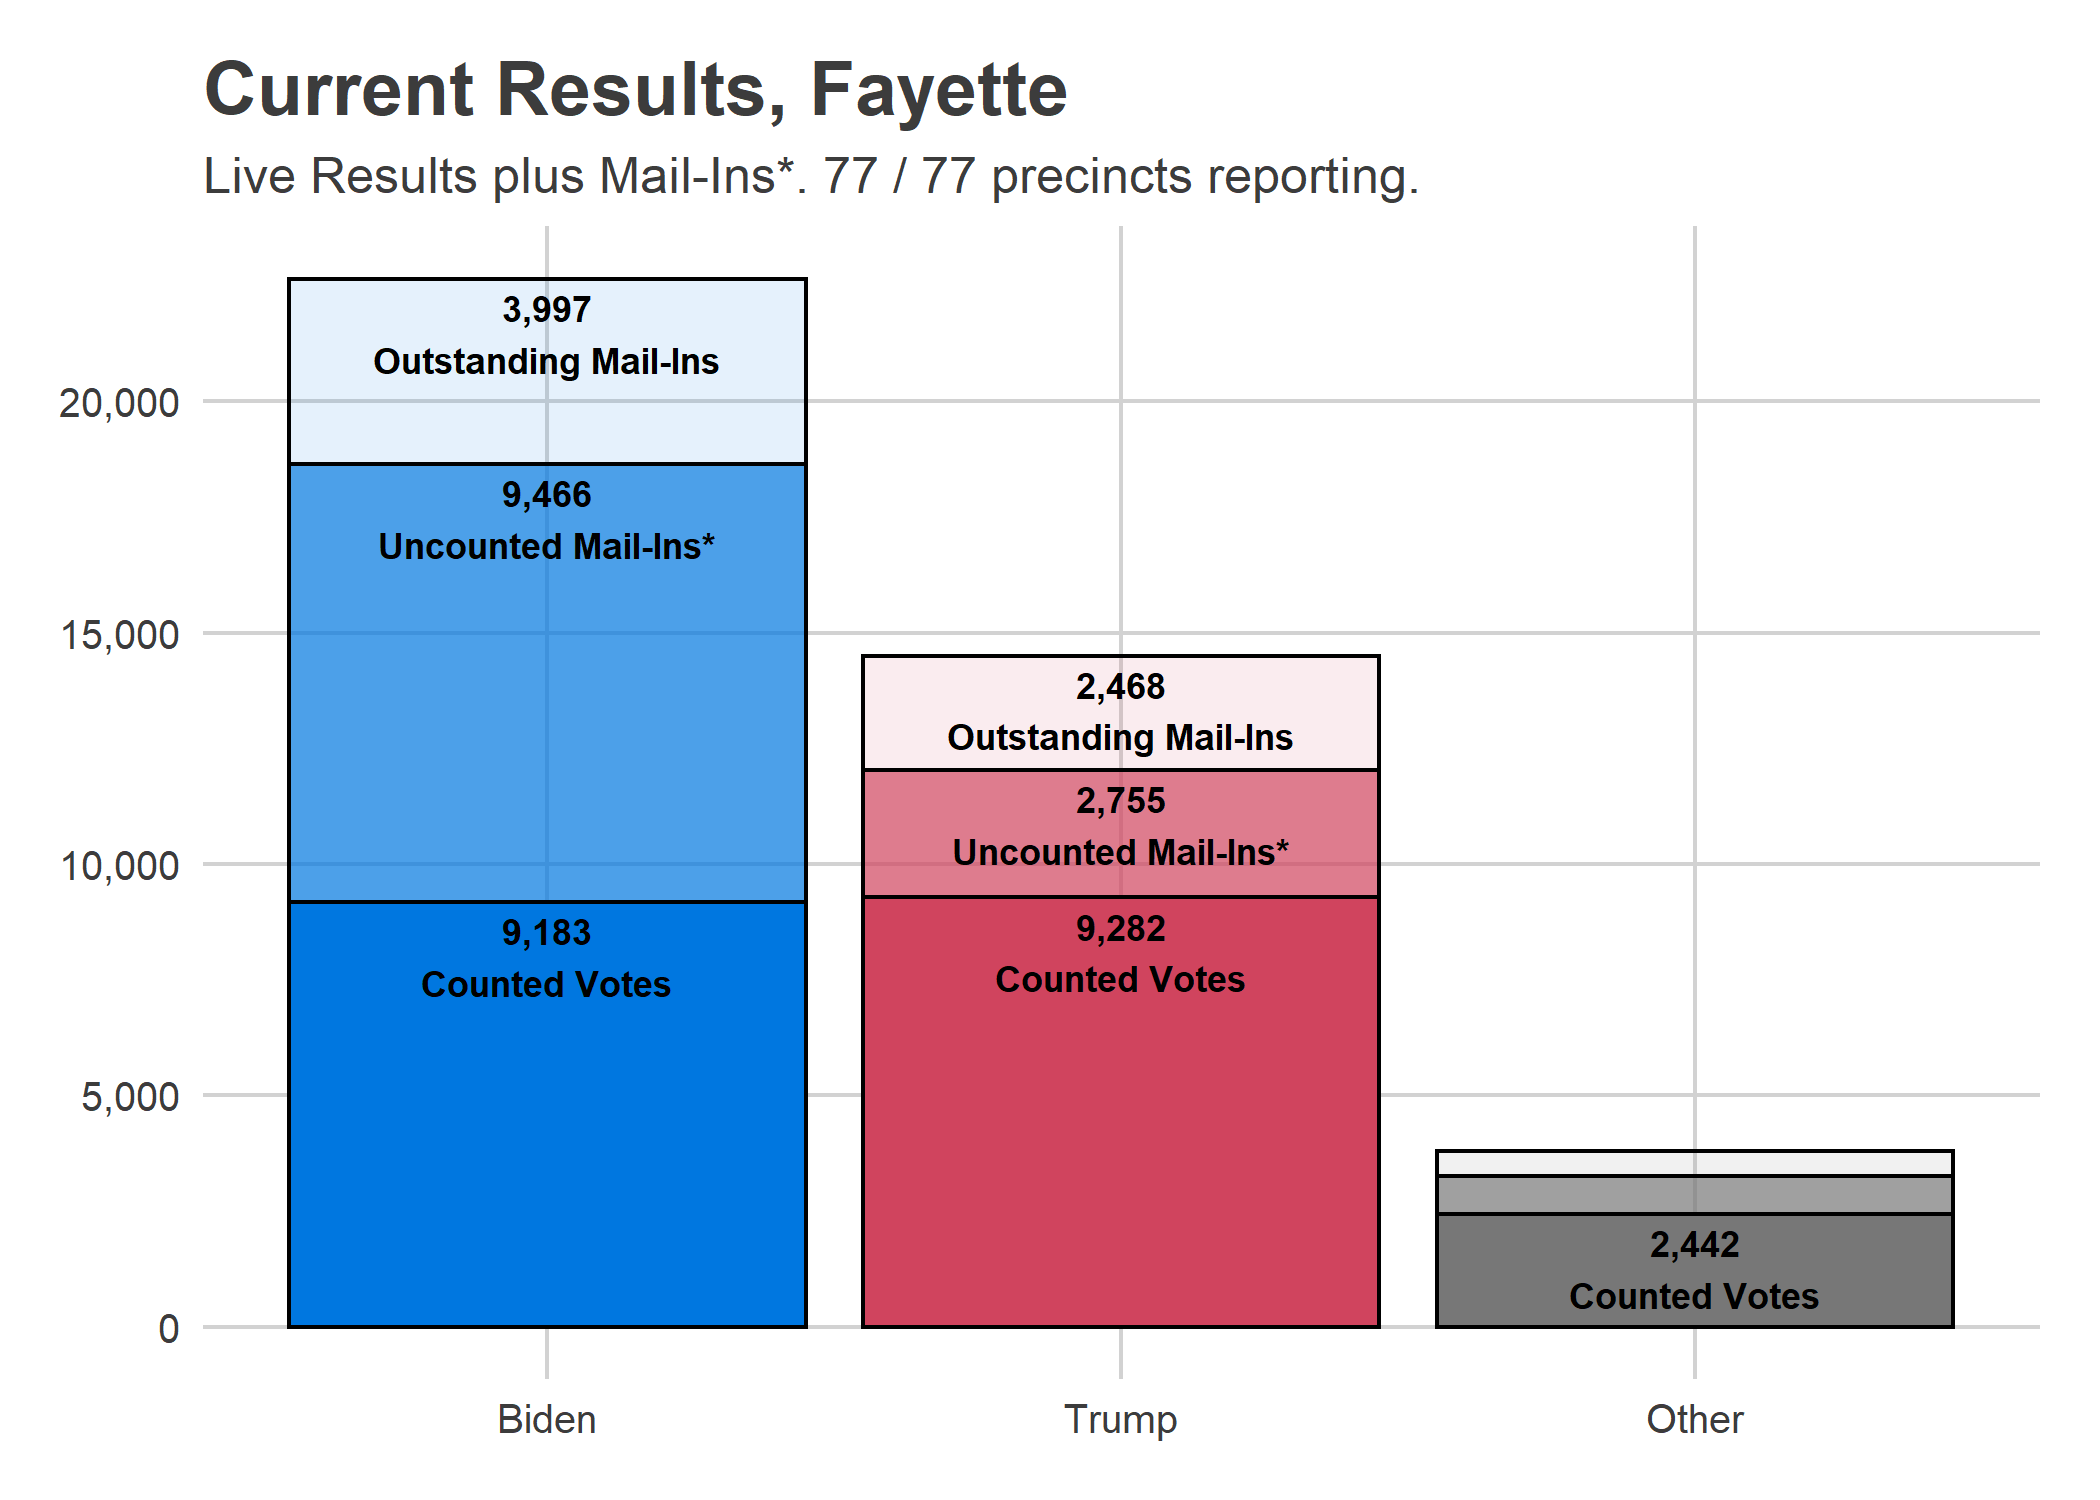 Current Results, Fayette
Live Results plus Mail-Ins*. 77 / 77 precincts reporting.
3,997
Outstanding Mail-Ins
20,000
9,466
Uncounted Mail-Ins*
15,000
2,468
Outstanding Mail-Ins
2,755
Uncounted Mail-Ins*
10,000
9,183
Counted Votes
9,282
Counted Votes
5,000
2,442
Counted Votes
0
Biden
Trump
Other